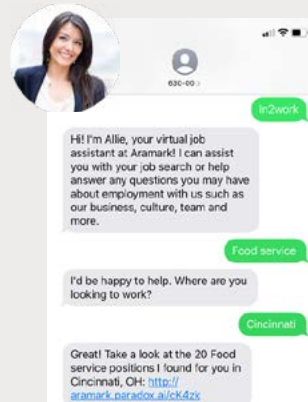 630-00 >
In2work
Hi! I'm Allie, your virtual job
assistant at Aramark! I can assist
you with your job search or help
answer any questions you may have
about employment with us such as
our business, culture, team and
more.
Food service
I'd be happy to help. Where are you
looking to work?
Cincinnati
Great! Take a look at the 20 Food
service positions I found for you in
Cincinnati, OH: http://
aramark.paradox.ai/cK4zk